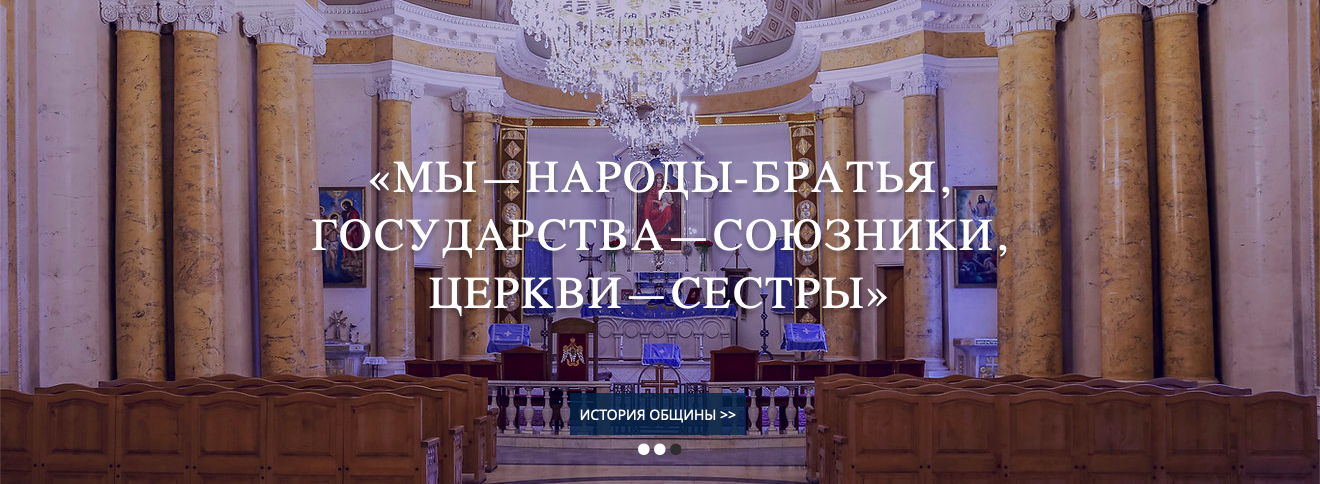 «МЫ — НАРОДЫ-БРАТЬЯ,
ГОСУДАРСТВА — СОЮЗНИКИ,
ЦЕРКВИ — СЕСТРЫ»
ИСТОРИЯ ОБЩИНЫ >>